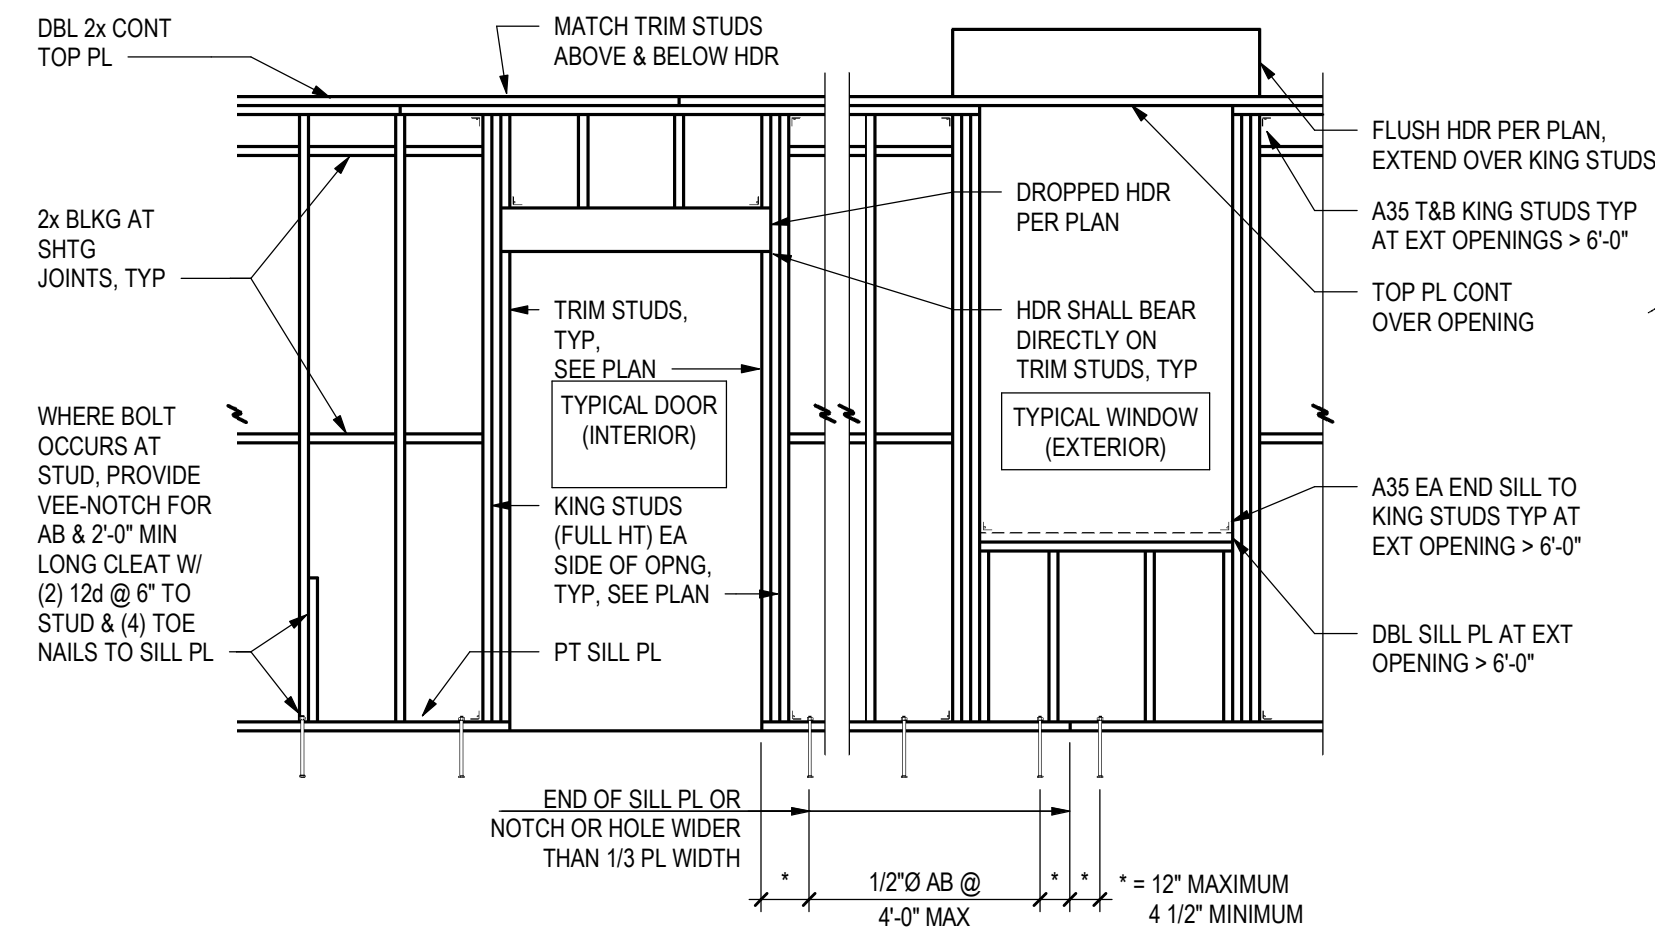 DBL 2x CONT
TOP PL
MATCH TRIM STUDS
ABOVE & BELOW HDR
FLUSH HDR PER PLAN,
EXTEND OVER KING STUDS
2x BLKG AT
SHTG
JOINTS, TYP
DROPPED HDR
PER PLAN
A35 T&B KING STUDS TYP
AT EXT OPENINGS > 6'-0"
TRIM STUDS,
TYP,
SEE PLAN
HDR SHALL BEAR
DIRECTLY ON
TRIM STUDS, TYP
TOP PL CONT
OVER OPENING
TYPICAL DOOR
(INTERIOR)
TYPICAL WINDOW
(EXTERIOR)
WHERE BOLT
OCCURS AT
STUD, PROVIDE
VEE-NOTCH FOR
AB & 2'-0" MIN
LONG CLEAT W/
(2) 12d @ 6" TO
STUD & (4) TOE
NAILS TO SILL PL
KING STUDS
(FULL HT) EA
SIDE OF OPNG,
TYP, SEE PLAN
PT SILL PL
A35 EA END SILL TO
KING STUDS TYP AT
EXT OPENING > 6'-0"
DBL SILL PL AT EXT
OPENING > 6'-0"
END OF SILL PL OR
NOTCH OR HOLE WIDER
THAN 1/3 PL WIDTH
*
1/2"Ø AB @
4'-0" MAX
*
*
* = 12" MAXIMUM
4 1/2" MINIMUM